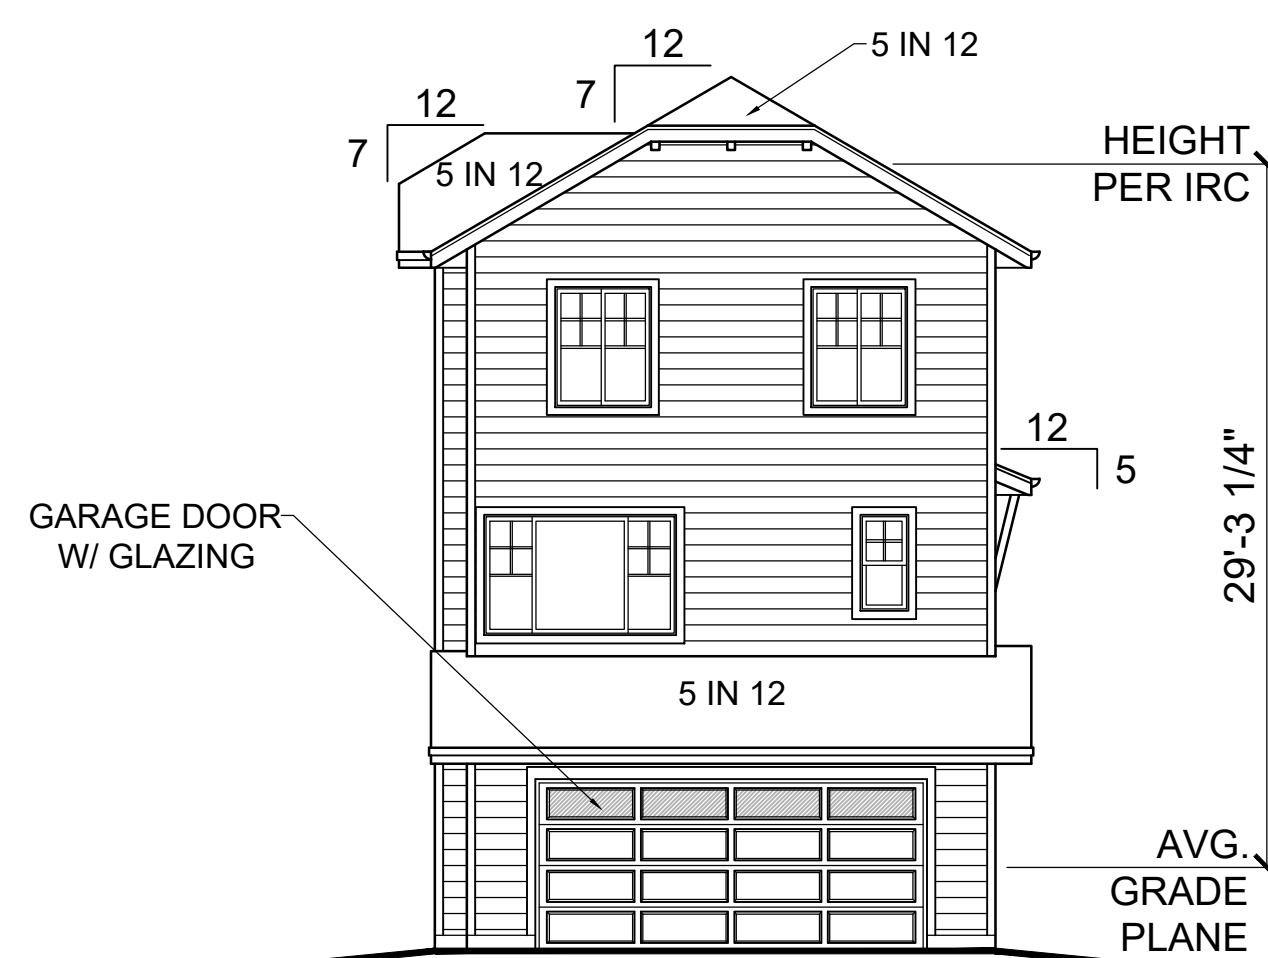 12
7
5 IN 12
12
7
5 IN 12
HEIGHT
PER IRC
12
5
29'-3 1/4"
GARAGE DOOR
W/ GLAZING
5 IN 12
AVG.
GRADE
PLANE